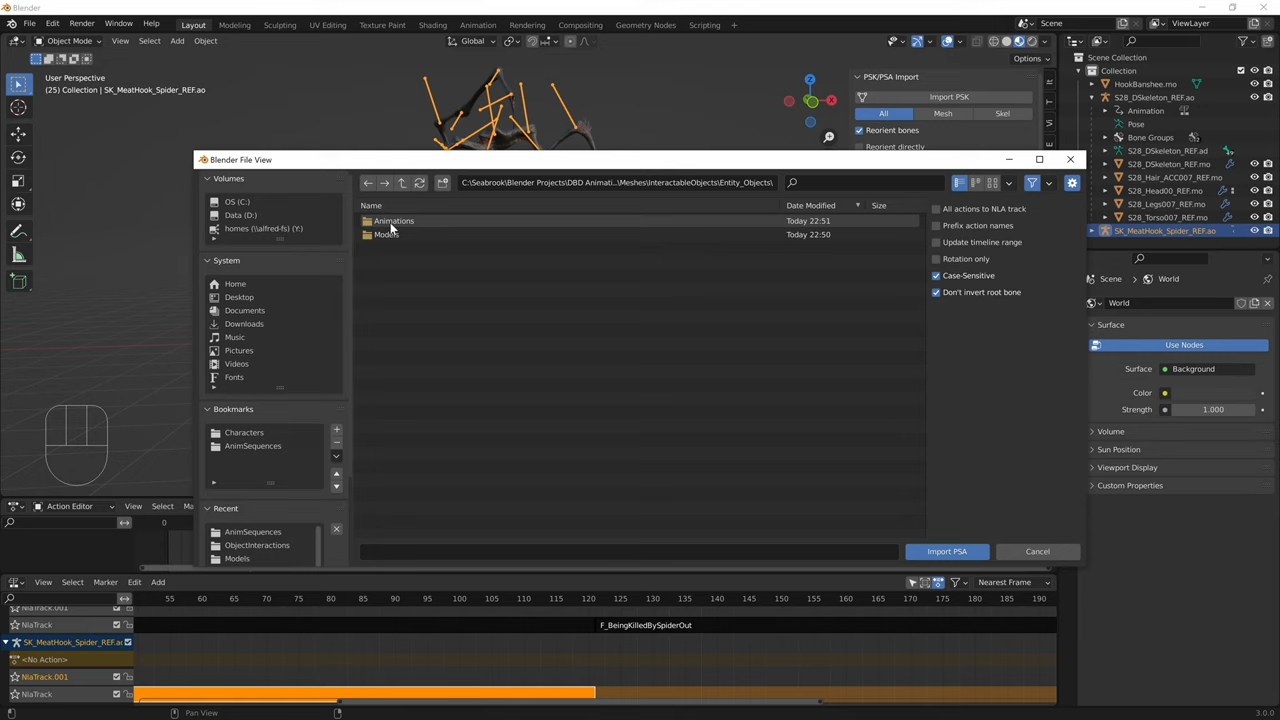 Blender
File Edit Render Window Help Layout Modeling Sculpting UV Editing Texture Paint Shading Animation Rendering Compositing Geometry Nodes Scripting + Scene ViewLayer
Object Mode View Select Add Object Global
Options
User Perspective
(25) Collection | SK_MeatHook_Spider_REF.ao
X
Z
PSK/PSA Import
Import PSK
All Mesh Skel
Reorient bones
Reorient directly
Scene Collection
Collection
HookBanshee.mo
S28_DSkeleton_REF.ao
Animation
Pose
Bone Groups
S28_DSkeleton_REF.ad
S28_DSkeleton_REF.mo
S28_Hair_ACC007_REF.mo
S28_Head00_REF.mo
S28_Legs007_REF.mo
S28_Torso007_REF.mo
SK_MeatHook_Spider_REF.ao
Blender File View
Volumes
OS (C:)
Data (D:)
homes (\\alfred-fs) (Y:)
System
Home
Desktop
Documents
Downloads
Music
Pictures
Videos
Fonts
Bookmarks
Characters
AnimSequences
Recent
AnimSequences
ObjectInteractions
Models
C:\Seabrook\Blender Projects\DBD Animati...\Meshes\InteractableObjects\Entity_Objects\
Name Date Modified Size
Animations Today 22:51
Models Today 22:50
All actions to NLA track
Prefix action names
Update timeline range
Rotation only
Case-Sensitive
Don't invert root bone
Import PSA Cancel
Scene World
World
Surface
Use Nodes
Surface Background
Color
Strength 1.000
Volume
Sun Position
Viewport Display
Custom Properties
Action Editor View Select
0
View Select Marker Edit Add Nearest Frame
55 60 65 70 75 80 85 90 95 100 105 110 115 120 125 130 135 140 145 150 155 160 165 170 175 180 185 190
NlaTrack.001
NlaTrack
F_BeingKilledBySpiderOut
SK_MeatHook_Spider_REF.ao
<No Action>
NlaTrack.001
NlaTrack
Pan View
3.0.0